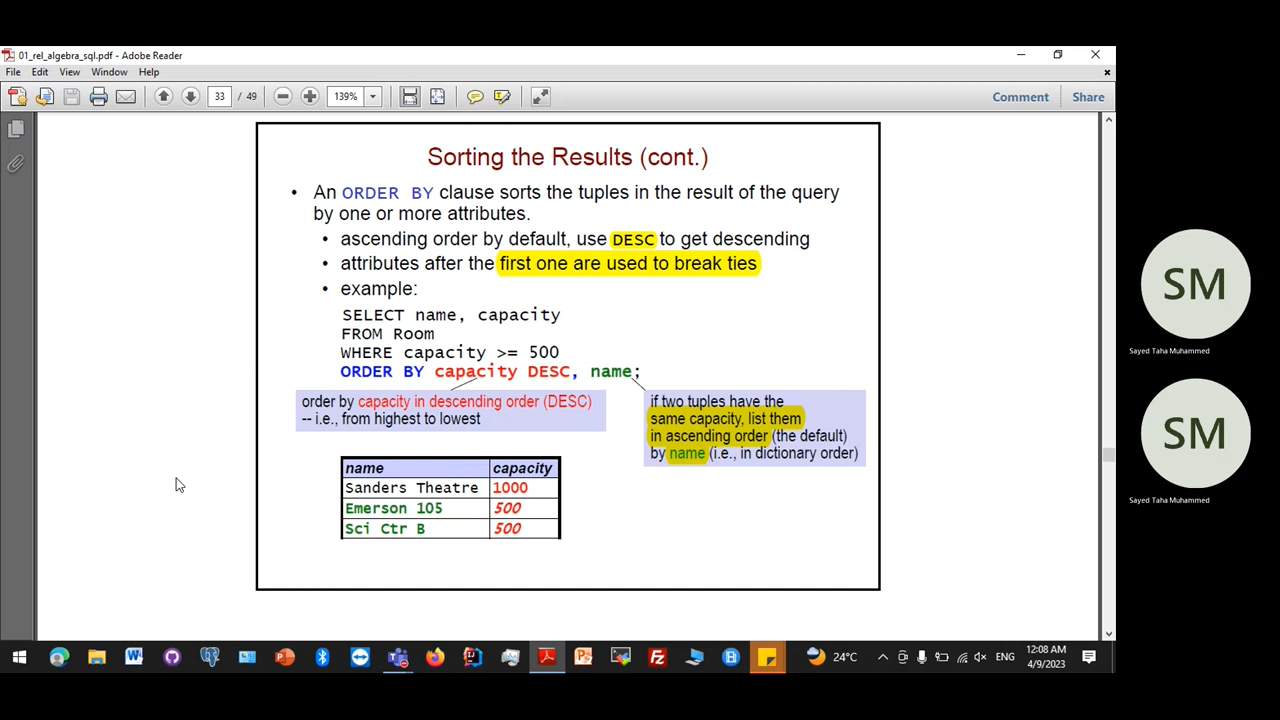 01_rel_algebra_sql.pdf - Adobe Reader
File Edit View Window Help
33 / 49
139%
Comment Share
Sorting the Results (cont.)
• An ORDER BY clause sorts the tuples in the result of the query
by one or more attributes.
• ascending order by default, use DESC to get descending
• attributes after the first one are used to break ties
• example:
SELECT name, capacity
FROM Room
WHERE capacity >= 500
ORDER BY capacity DESC, name;
order by capacity in descending order (DESC)
-- i.e., from highest to lowest
if two tuples have the
same capacity, list them
in ascending order (the default)
by name (i.e., in dictionary order)
name capacity
Sanders Theatre 1000
Emerson 105 500
Sci Ctr B 500
SM
Sayed Taha Muhammed
SM
Sayed Taha Muhammed
24°C
ENG
12:08 AM
4/9/2023